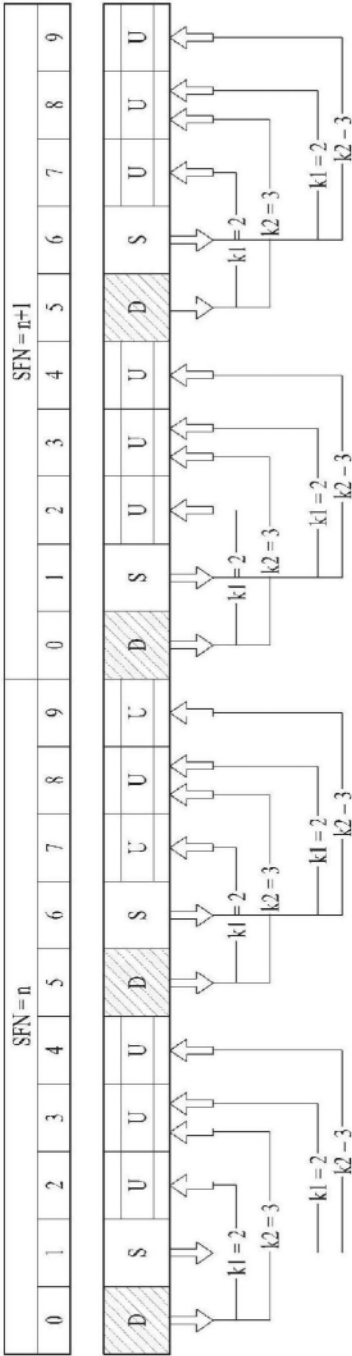 SFN = n SFN = n+1
0 1 2 3 4 5 6 7 8 9 0 1 2 3 4 5 6 7 8 9
D S U U U D S U U U D S U U U D S U U U
k1 = 2 k1 = 2 k1 = 2 k1 = 2
k2 = 3 k2 = 3 k2 = 3 k2 = 3
k1 = 2 k1 = 2 k1 = 2 k1 = 2
k2 - 3 k2 - 3 k2 - 3 k2 - 3